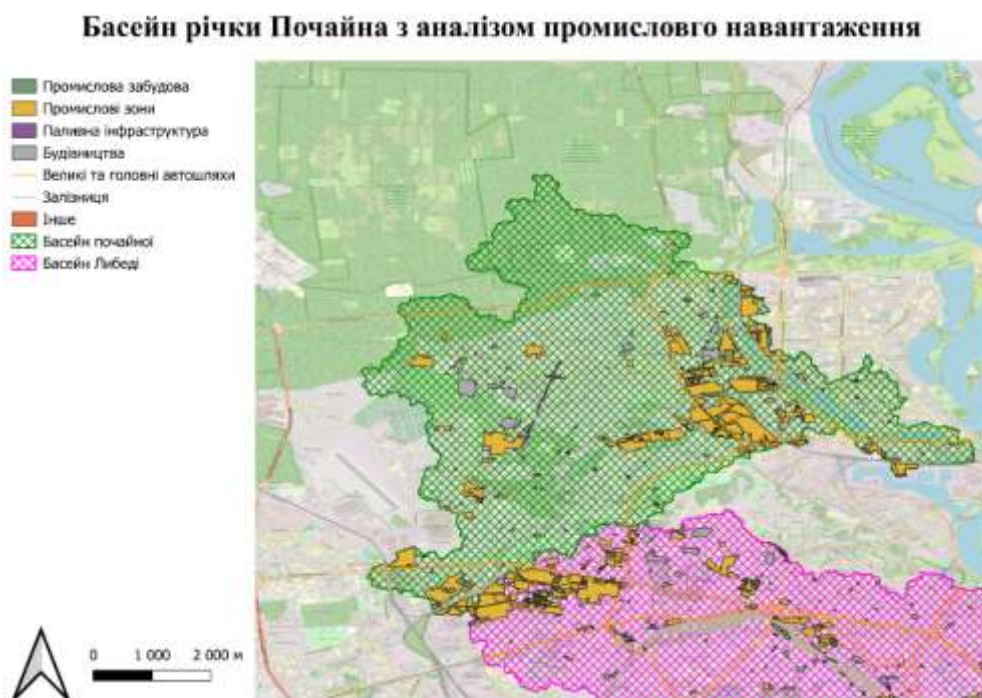 Басейн річки Почайна з аналізом промисловго навантаження
Промислова забудова
Промислові зони
Паливна інфраструктура
Будівництва
Великі та головні автошляхи
Залізниця
Інше
Басейн почайної
Басейн Либеді
0 1 000 2 000 м